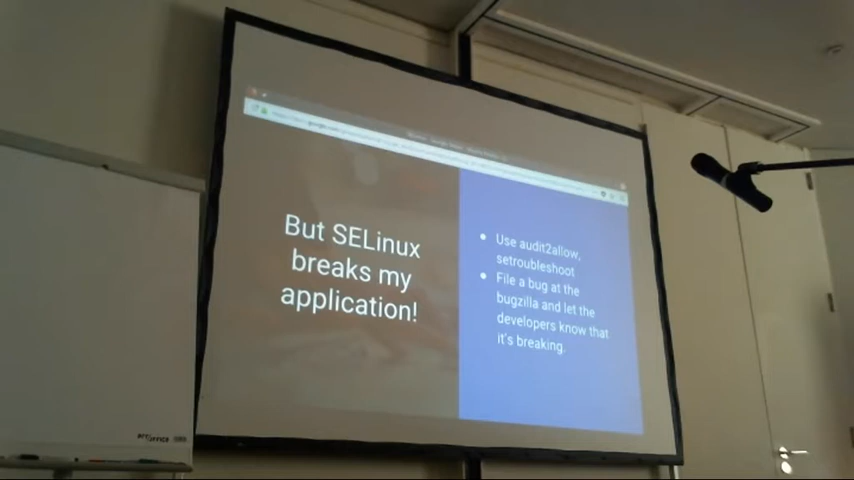 But SELinux
breaks my
application!
● Use audit2allow,
setroubleshoot
● File a bug at the
bugzilla and let the
developers know that
it's breaking.